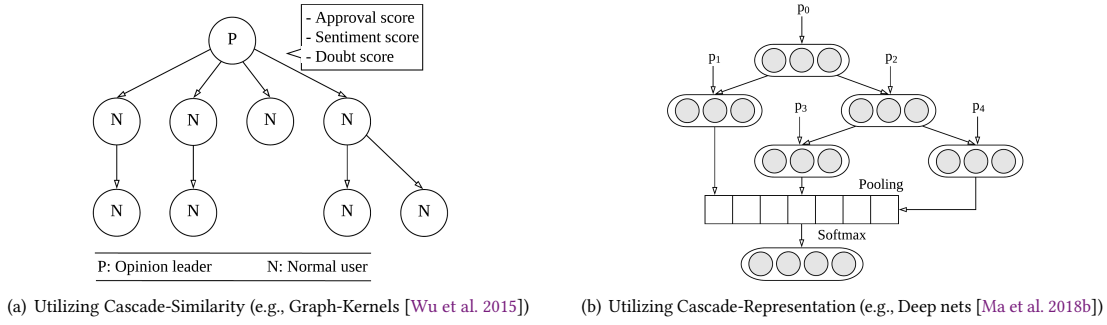 P
- Approval score
- Sentiment score
- Doubt score
N N N N
N N N N
P: Opinion leader N: Normal user
(a) Utilizing Cascade-Similarity (e.g., Graph-Kernels [Wu et al. 2015])
p0
p1 p2
p3 p4
Pooling
Softmax
(b) Utilizing Cascade-Representation (e.g., Deep nets [Ma et al. 2018b])